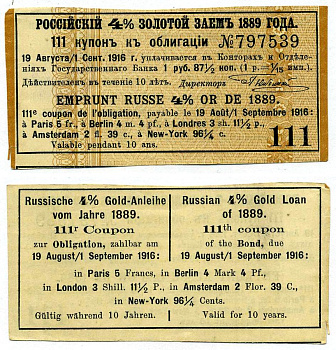 РОССІЙСКІЙ 4% ЗОЛОТОЙ ЗАЕМЪ 1889 ГОДА.
111 купонъ къ облигаціи №797539
19 Августа/1 Сент. 1916 г. уплачивается въ Конторахъ и Отдѣле-
ніяхъ Государственнаго Банка 1 руб. 87½ коп. (1 р.—1/15 имп.)
Дѣйствителенъ въ теченіе 10 лѣтъ. Директоръ
EMPRUNT RUSSE 4% OR DE 1889.
111e coupon de l'obligation, payable le 19 Août/1 Septembre 1916:
à Paris 5 fr., à Berlin 4 m. 4 pf., à Londres 3 sh. 11½ p.,
à Amsterdam 2 fl. 39 c., à New-York 96¼ c.
Valable pendant 10 ans.
111
Russische 4% Gold-Anleihe
vom Jahre 1889.
111r Coupon
zur Obligation, zahlbar am
19 August/1 September 1916:
Russian 4% Gold Loan
of 1889.
111th coupon
of the Bond, due
19 August/1 September 1916:
in Paris 5 Francs, in Berlin 4 Mark 4 Pf.,
in London 3 Shill. 11½ P., in Amsterdam 2 Flor. 39 C.,
in New-York 96¼ Cents.
Gültig während 10 Jahren.
Valid for 10 years.